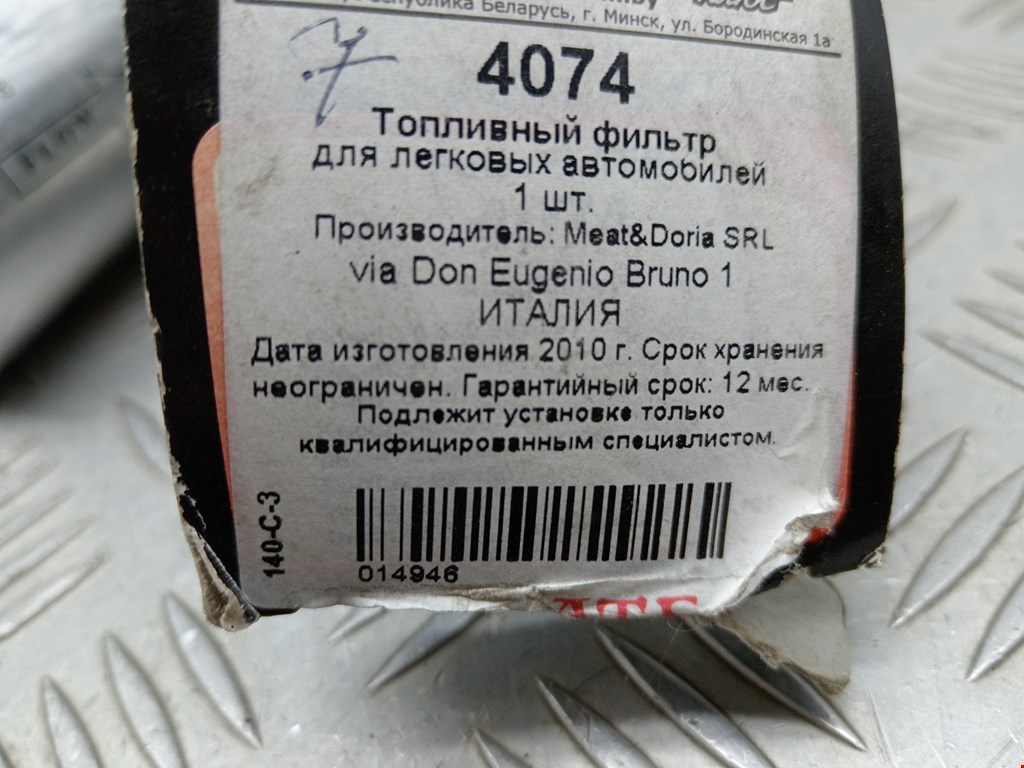 Республика Беларусь, г. Минск, ул. Бородинская 1а
7
4074
Топливный фильтр
для легковых автомобилей
1 шт.
Производитель: Meat&Doria SRL
via Don Eugenio Bruno 1
ИТАЛИЯ
Дата изготовления 2010 г. Срок хранения
неограничен. Гарантийный срок: 12 мес.
Подлежит установке только
квалифицированным специалистом.
140-С-3
014946